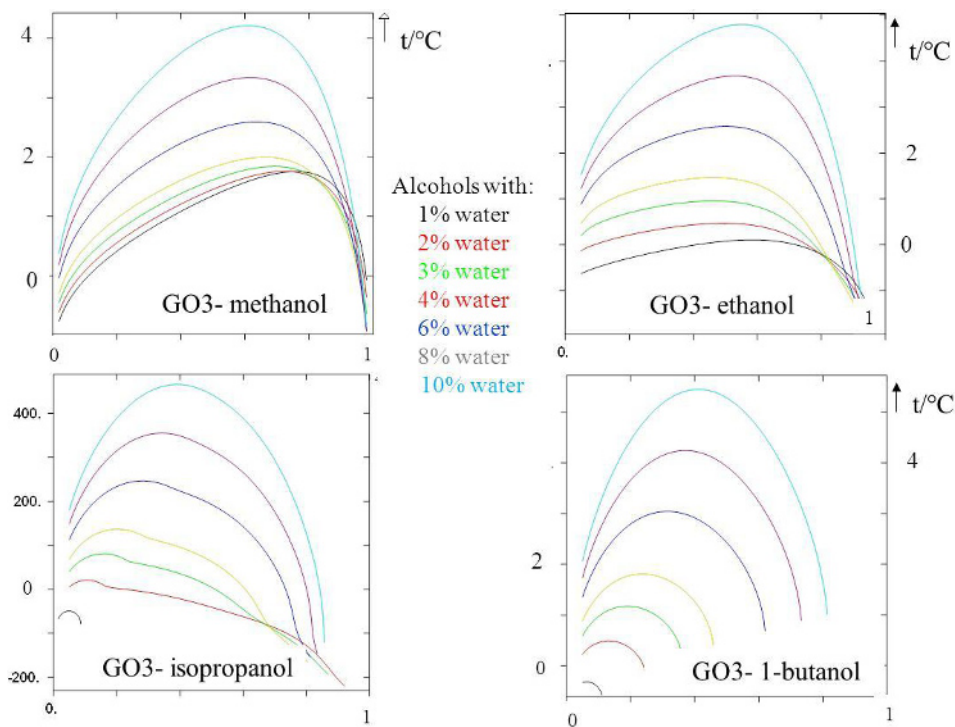 4
t/°C
2
0
GO3- methanol
0
1
t/°C
2
0
GO3- ethanol
1
0.
Alcohols with:
1% water
2% water
3% water
4% water
6% water
8% water
10% water
400.
200.
0
-200.
GO3- isopropanol
0
1
t/°C
4
2
0
GO3- 1-butanol
0
1